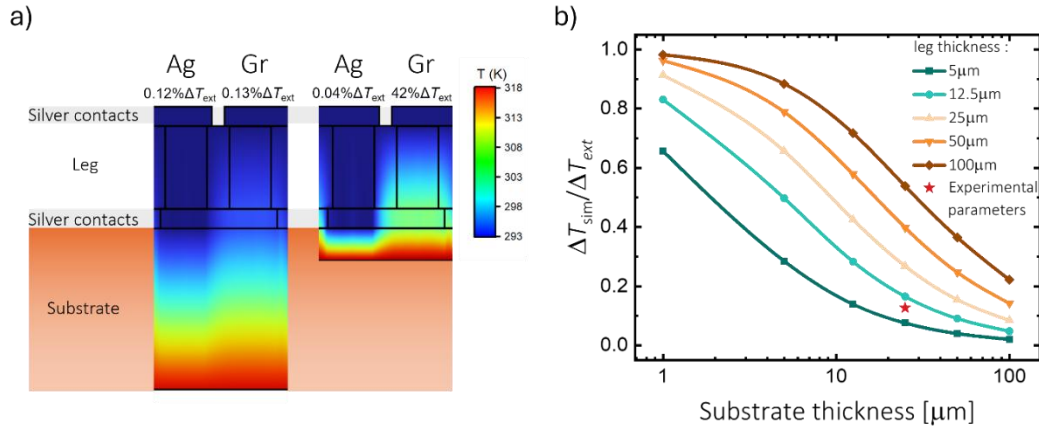 a)
Ag Gr Ag Gr
0.12%ΔText 0.13%ΔText 0.04%ΔText 42%ΔText
Silver contacts
Leg
Silver contacts
Substrate
T (K)
318
313
308
303
298
293
b)
ΔTsim/ΔText
1.0
0.8
0.6
0.4
0.2
0.0
1 10 100
Substrate thickness [μm]
leg thickness :
5μm
12.5μm
25μm
50μm
100μm
Experimental
parameters